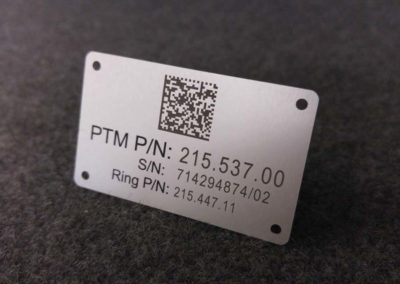 PTM P/N: 215.537.00
S/N: 714294874/02
Ring P/N: 215.447.11